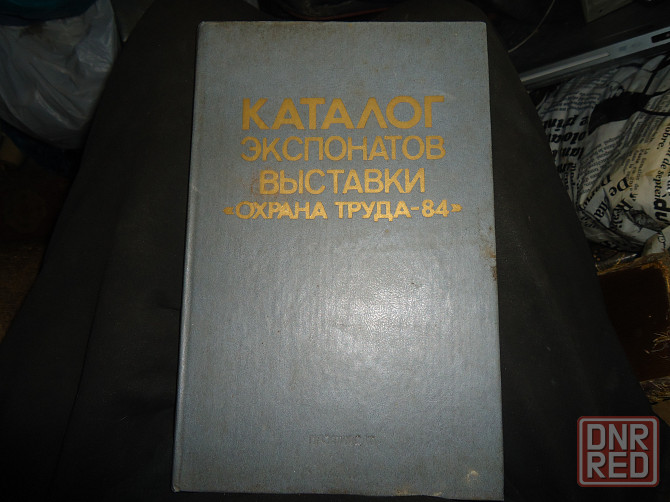 КАТАЛОГ
ЭКСПОНАТОВ
ВЫСТАВКИ
«ОХРАНА ТРУДА-84»
DNR
RED